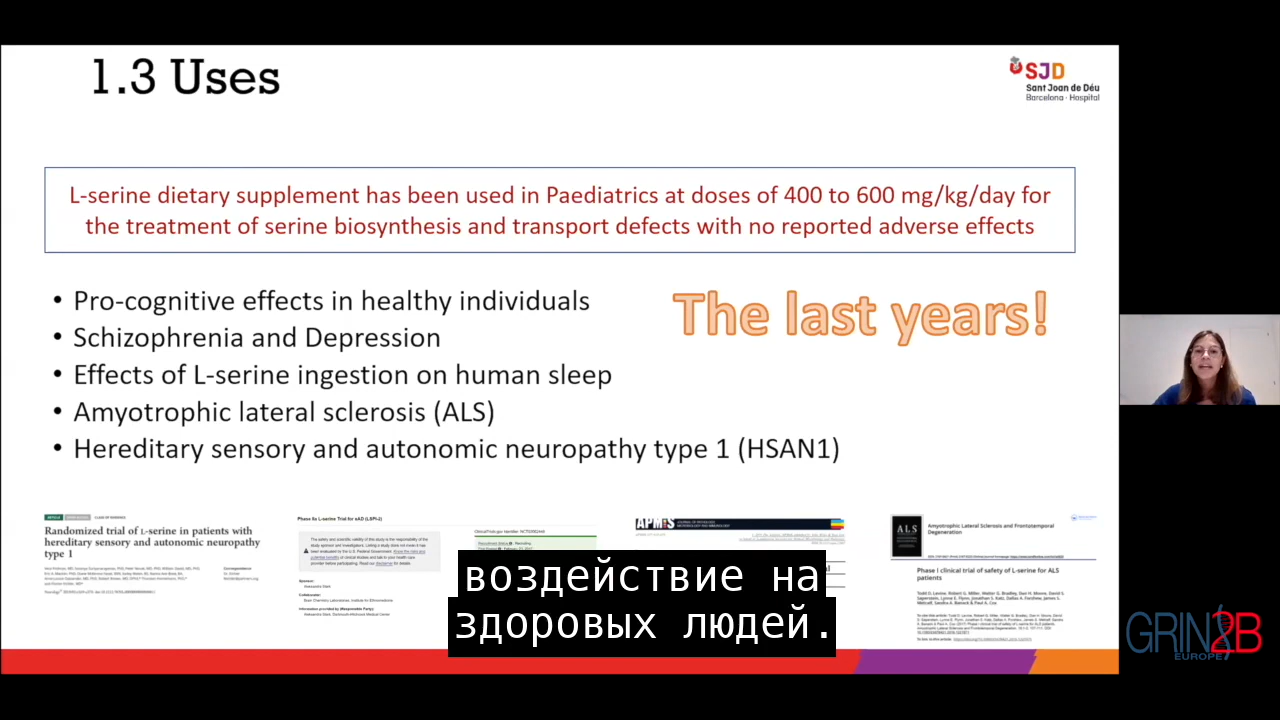 1.3 Uses
SJD
Sant Joan de Déu
Barcelona · Hospital
L-serine dietary supplement has been used in Paediatrics at doses of 400 to 600 mg/kg/day for
the treatment of serine biosynthesis and transport defects with no reported adverse effects
• Pro-cognitive effects in healthy individuals
• Schizophrenia and Depression
• Effects of L-serine ingestion on human sleep
• Amyotrophic lateral sclerosis (ALS)
• Hereditary sensory and autonomic neuropathy type 1 (HSAN1)
The last years!
Randomized trial of L-serine in patients with
hereditary sensory and autonomic neuropathy
type 1
Phase IIa L-serine Trial for eAD (LSPI-2)
APMIS
ALS
Amyotrophic Lateral Sclerosis and Frontotemporal
Degeneration
Phase I clinical trial of safety of L-serine for ALS
patients
воздействие на
здоровых людей.
GRIN2B
EUROPE